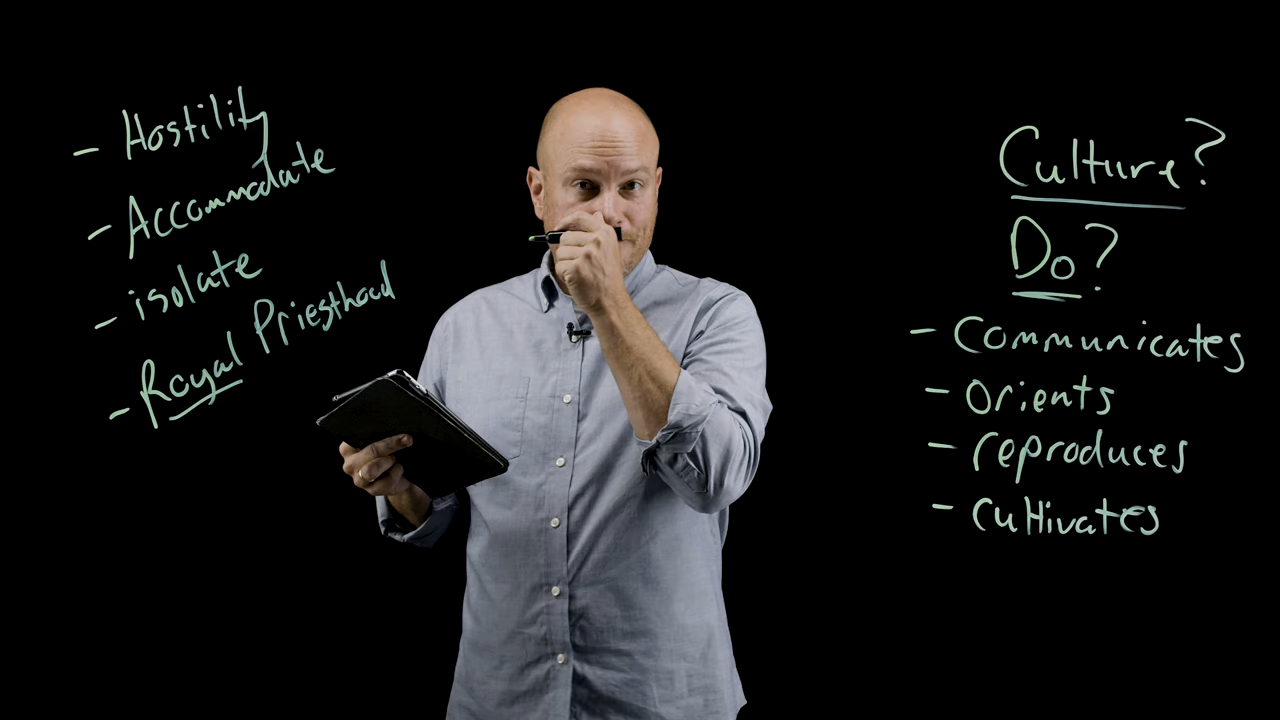 - Hostility
- Accommodate
- isolate
- Royal Priesthood
Culture?
Do?
- Communicates
- Orients
- reproduces
- Cultivates